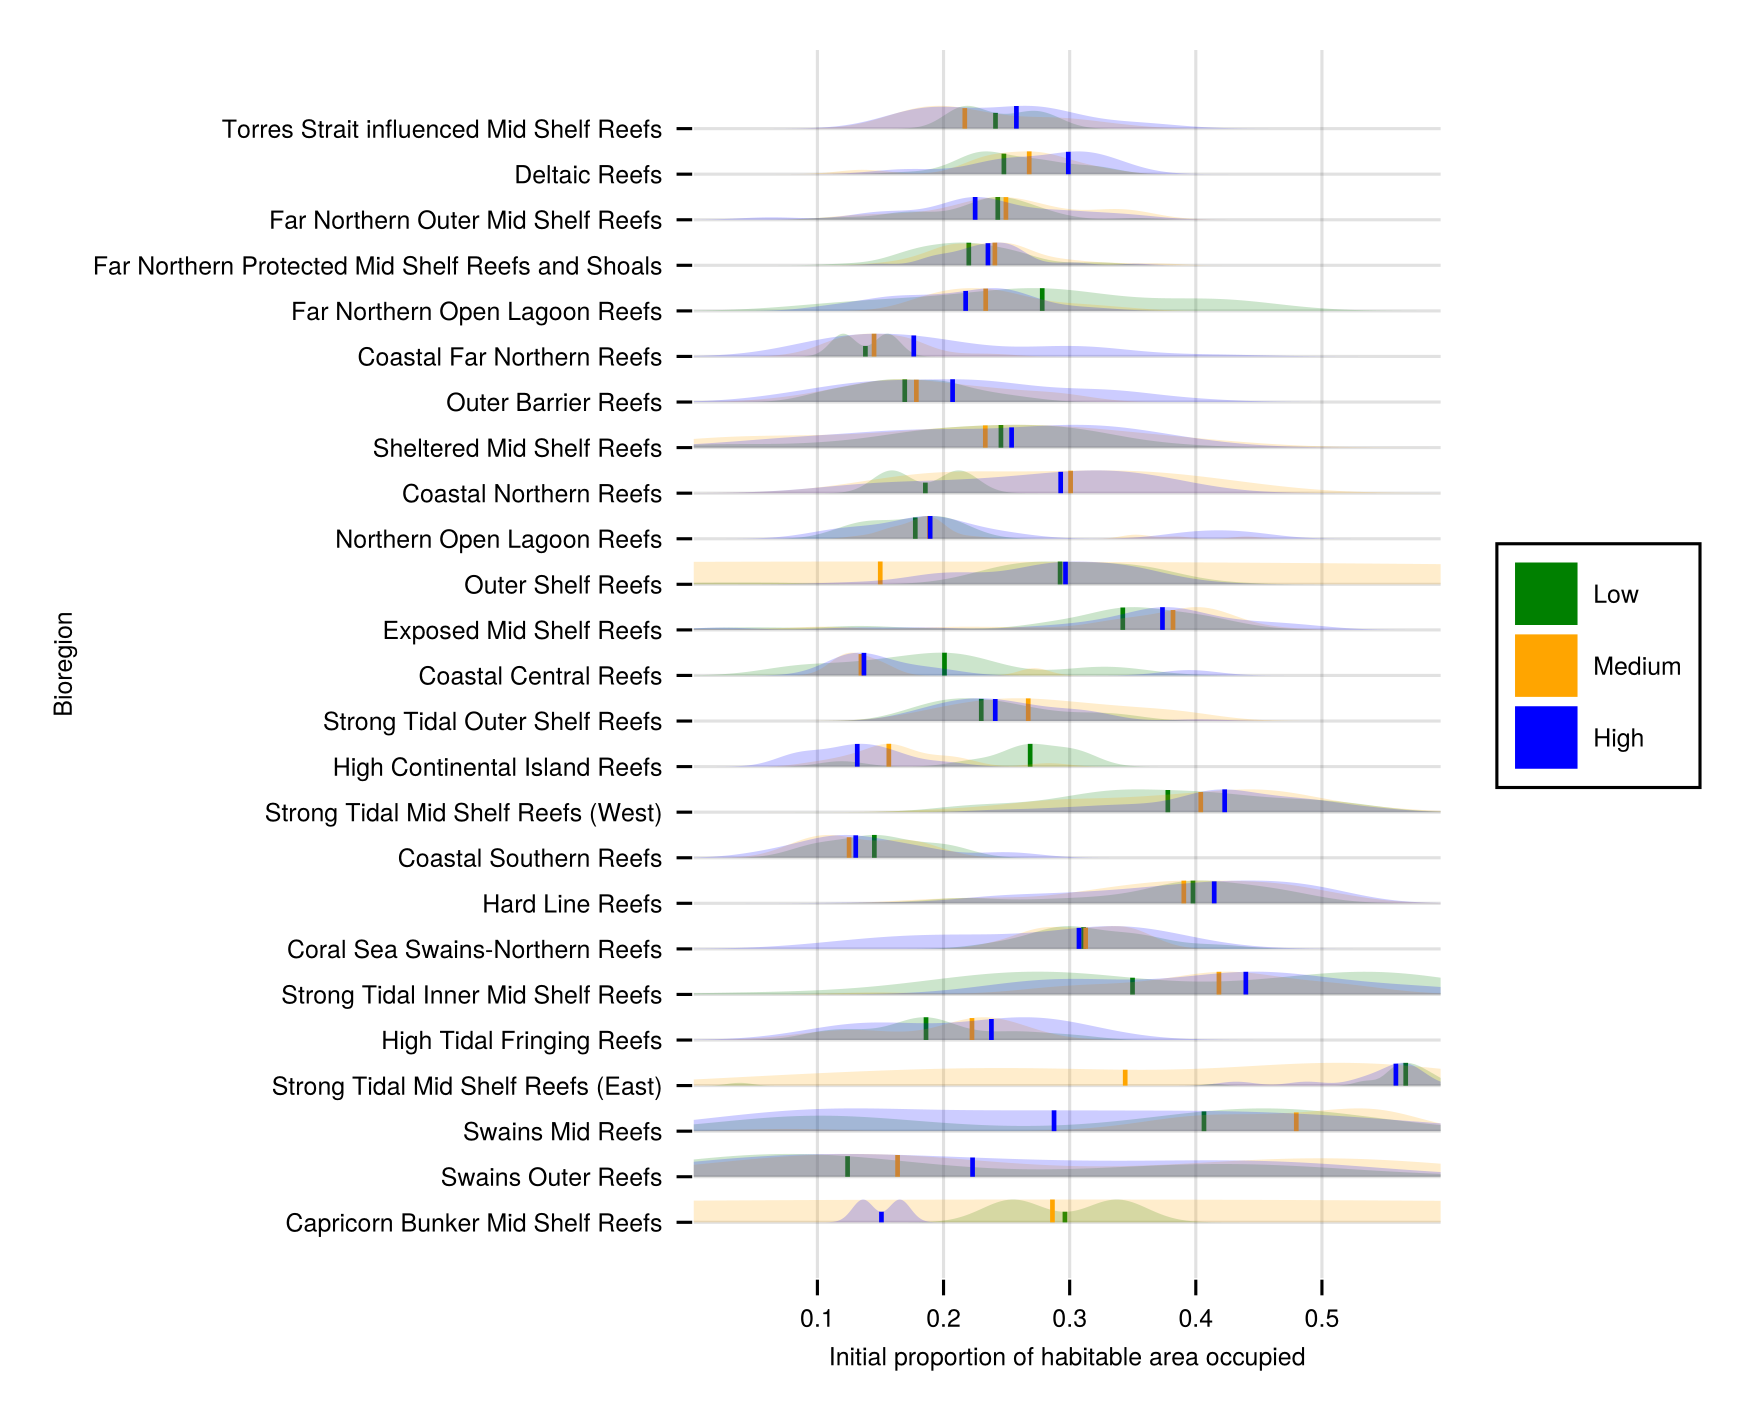 Torres Strait influenced Mid Shelf Reefs
Deltaic Reefs
Far Northern Outer Mid Shelf Reefs
Far Northern Protected Mid Shelf Reefs and Shoals
Far Northern Open Lagoon Reefs
Coastal Far Northern Reefs
Outer Barrier Reefs
Sheltered Mid Shelf Reefs
Coastal Northern Reefs
Northern Open Lagoon Reefs
Outer Shelf Reefs
Exposed Mid Shelf Reefs
Coastal Central Reefs
Strong Tidal Outer Shelf Reefs
High Continental Island Reefs
Strong Tidal Mid Shelf Reefs (West)
Coastal Southern Reefs
Hard Line Reefs
Coral Sea Swains-Northern Reefs
Strong Tidal Inner Mid Shelf Reefs
High Tidal Fringing Reefs
Strong Tidal Mid Shelf Reefs (East)
Swains Mid Reefs
Swains Outer Reefs
Capricorn Bunker Mid Shelf Reefs
Bioregion
0.1 0.2 0.3 0.4 0.5
Initial proportion of habitable area occupied
Low
Medium
High